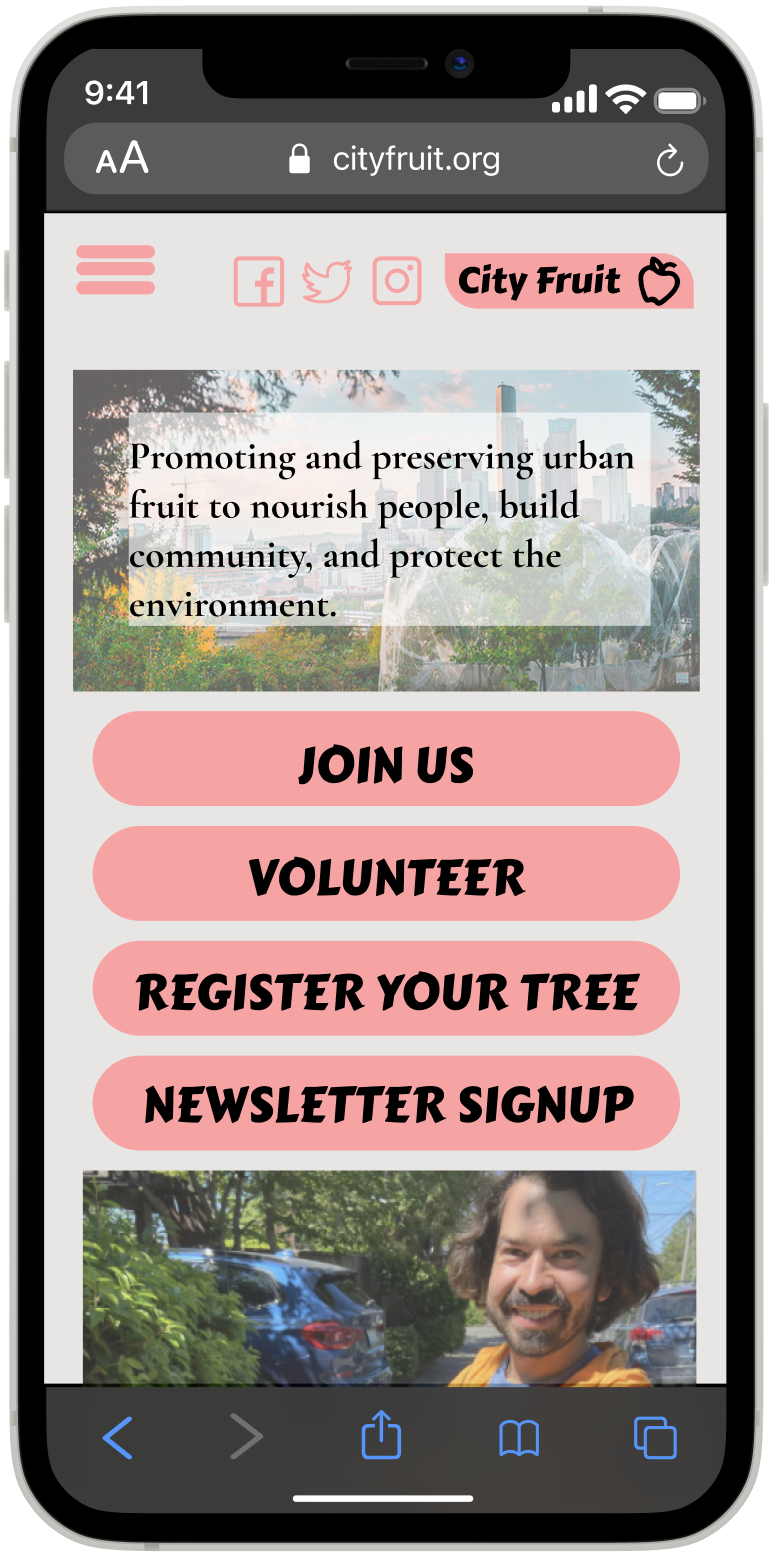 9:41
AA
cityfruit.org
City Fruit
Promoting and preserving urban
fruit to nourish people, build
community, and protect the
environment.
JOIN US
VOLUNTEER
REGISTER YOUR TREE
NEWSLETTER SIGNUP